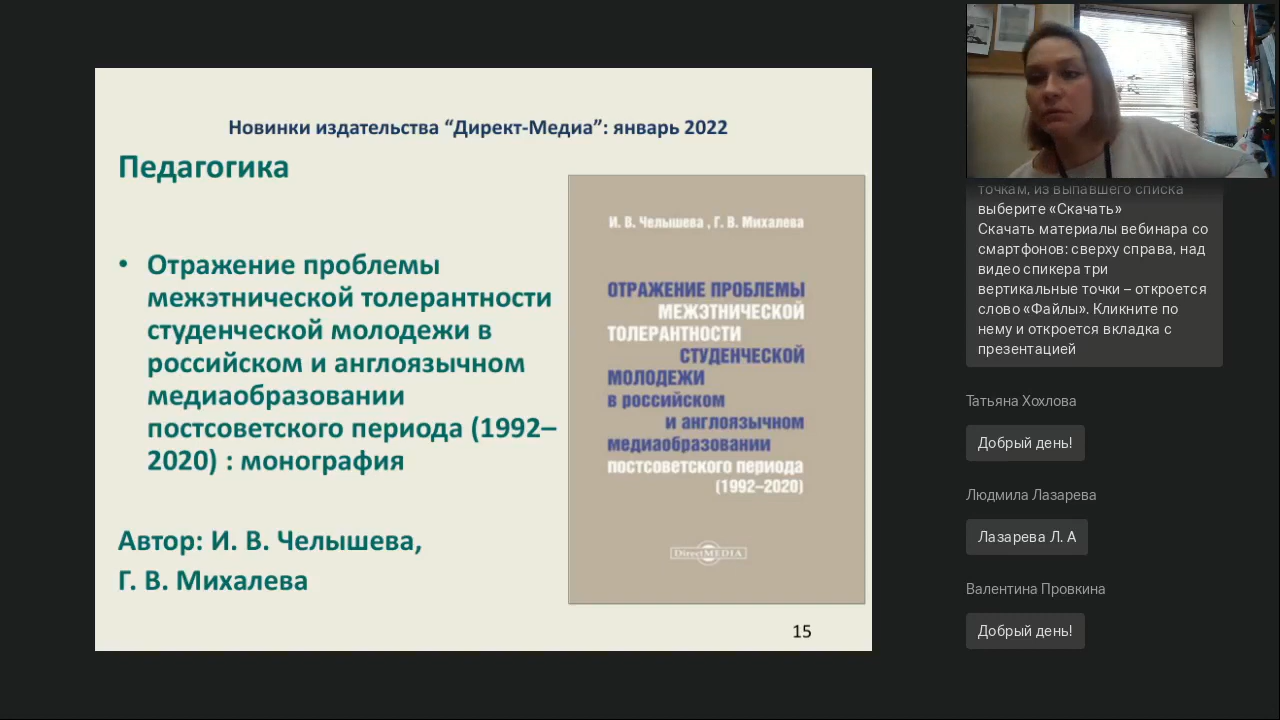 Новинки издательства “Директ-Медиа”: январь 2022
Педагогика
• Отражение проблемы
межэтнической толерантности
студенческой молодежи в
российском и англоязычном
медиаобразовании
постсоветского периода (1992–
2020) : монография
Автор: И. В. Челышева,
Г. В. Михалева
И. В. Челышева , Г. В. Михалева
ОТРАЖЕНИЕ ПРОБЛЕМЫ
МЕЖЭТНИЧЕСКОЙ
ТОЛЕРАНТНОСТИ
СТУДЕНЧЕСКОЙ
МОЛОДЕЖИ
в российском
и англоязычном
медиаобразовании
постсоветского периода
(1992–2020)
DirectMEDIA
15
точкам, из выпавшего списка
выберите «Скачать»
Скачать материалы вебинара со
смартфонов: сверху справа, над
видео спикера три
вертикальные точки – откроется
слово «Файлы». Кликните по
нему и откроется вкладка с
презентацией
Татьяна Хохлова
Добрый день!
Людмила Лазарева
Лазарева Л. А
Валентина Провкина
Добрый день!